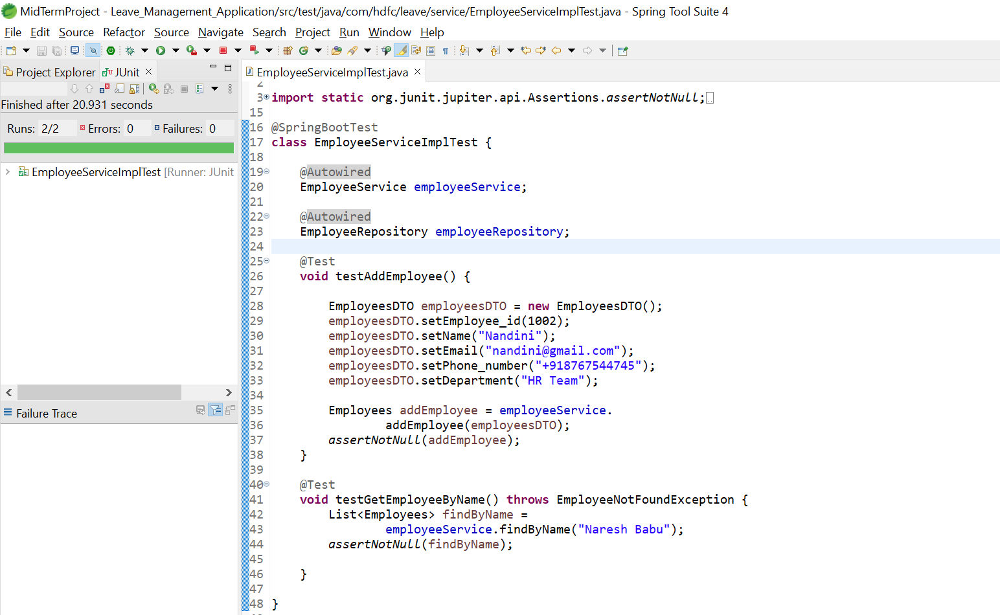 MidTermProject - Leave_Management_Application/src/test/java/com/hdfc/leave/service/EmployeeServiceImplTest.java - Spring Tool Suite 4
File Edit Source Refactor Source Navigate Search Project Run Window Help
Project Explorer JUnit
Finished after 20.931 seconds
Runs: 2/2 Errors: 0 Failures: 0
EmployeeServiceImplTest [Runner: JUnit
Failure Trace
EmployeeServiceImplTest.java
2
3 import static org.junit.jupiter.api.Assertions.assertNotNull;
15
16 @SpringBootTest
17 class EmployeeServiceImplTest {
18
19 @Autowired
20 EmployeeService employeeService;
21
22 @Autowired
23 EmployeeRepository employeeRepository;
24
25 @Test
26 void testAddEmployee() {
27
28 EmployeesDTO employeesDTO = new EmployeesDTO();
29 employeesDTO.setEmployee_id(1002);
30 employeesDTO.setName("Nandini");
31 employeesDTO.setEmail("nandini@gmail.com");
32 employeesDTO.setPhone_number("+918767544745");
33 employeesDTO.setDepartment("HR Team");
34
35 Employees addEmployee = employeeService.
36 addEmployee(employeesDTO);
37 assertNotNull(addEmployee);
38 }
39
40 @Test
41 void testGetEmployeeByName() throws EmployeeNotFoundException {
42 List<Employees> findByName =
43 employeeService.findByName("Naresh Babu");
44 assertNotNull(findByName);
45
46 }
47
48 }